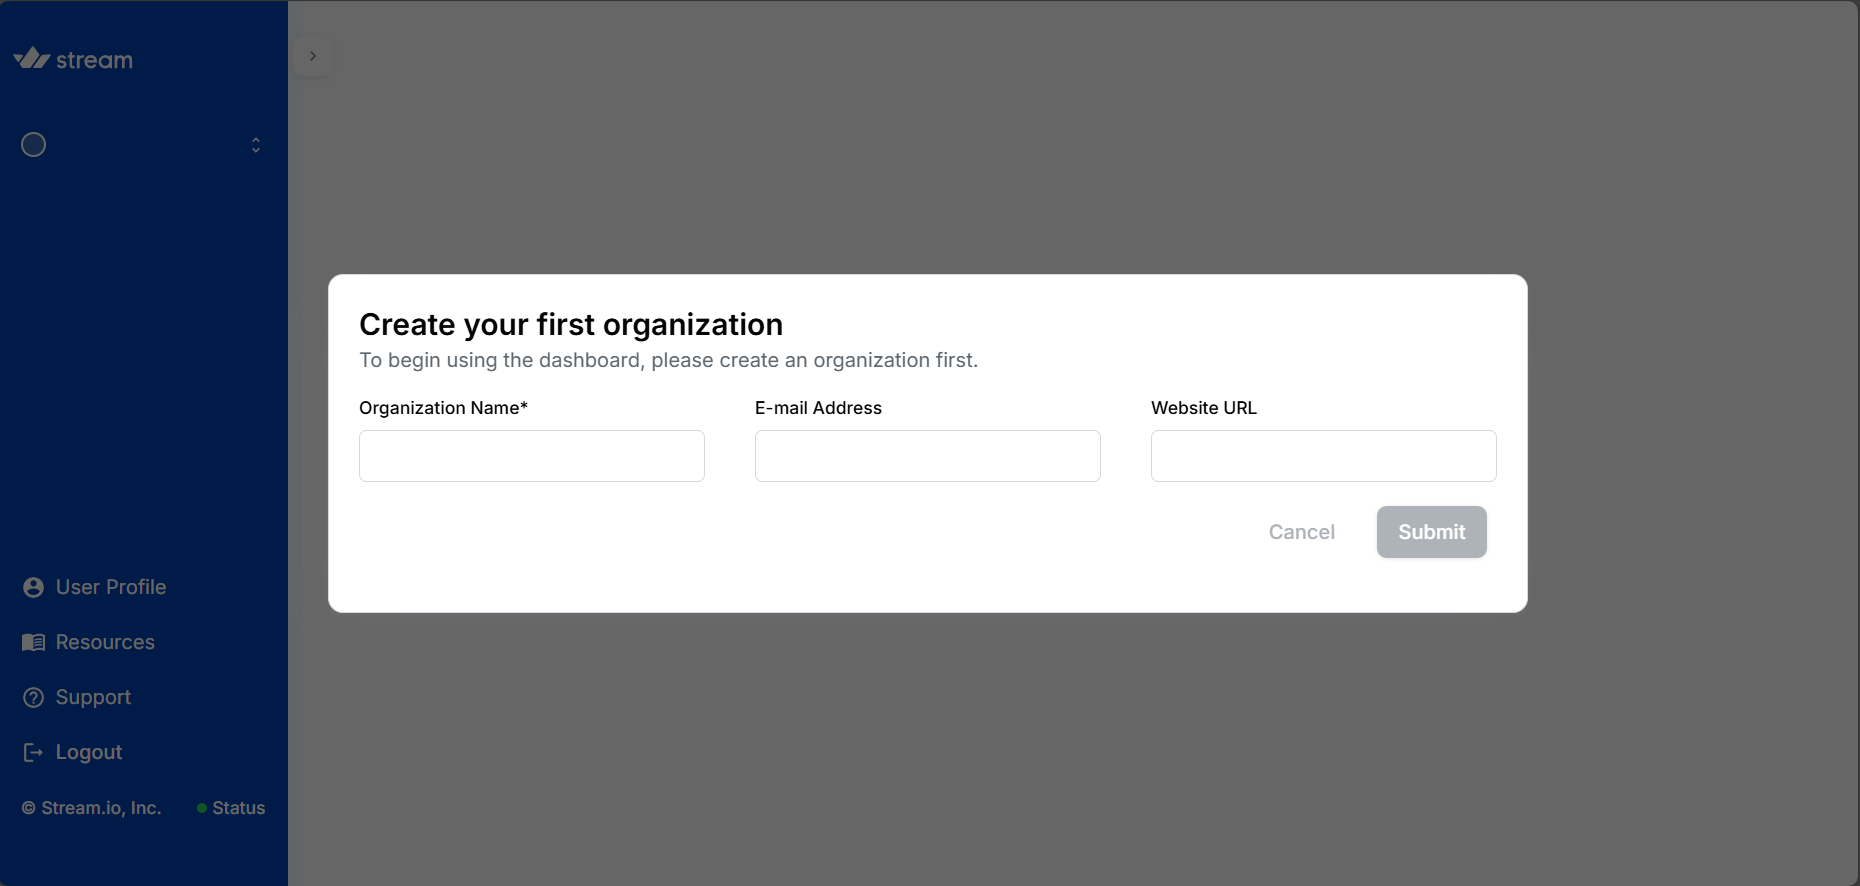 stream
Create your first organization
To begin using the dashboard, please create an organization first.
Organization Name*
E-mail Address
Website URL
Cancel
Submit
User Profile
Resources
Support
Logout
© Stream.io, Inc.
Status